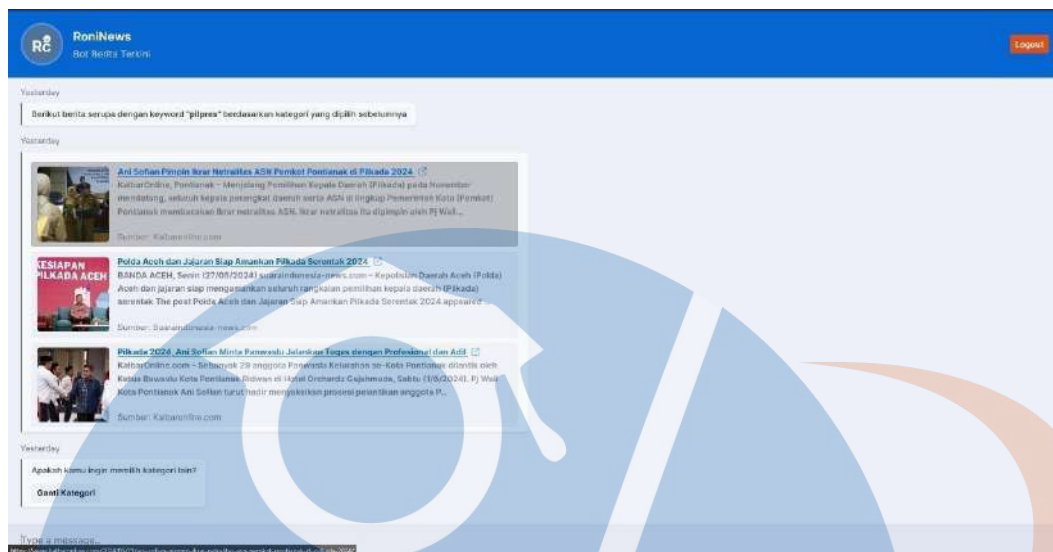 RoniNews
Bot Berita Terkini
Logout
Yesterday
Berikut berita serupa dengan keyword "pilpres" berdasarkan kategori yang dipilih sebelumnya
Yesterday
Ani Sofian Pimpin Ikrar Netralitas ASN Pemkot Pontianak di Pilkada 2024
KalbarOnline, Pontianak – Menjelang Pemilihan Kepala Daerah (Pilkada) pada November
mendatang, seluruh kepala perangkat daerah serta ASN di lingkup Pemerintah Kota (Pemkot)
Pontianak membacakan ikrar netralitas ASN. Ikrar netralitas itu dipimpin oleh Pj Wali...
Sumber: Kalbaronline.com
KESIAPAN
PILKADA ACEH
Polda Aceh dan Jajaran Siap Amankan Pilkada Serentak 2024
BANDA ACEH, Senin (27/05/2024) suaraindonesia-news.com – Kepolisian Daerah Aceh (Polda)
Aceh dan jajaran siap mengamankan seluruh rangkaian pemilihan kepala daerah (Pilkada)
serentak The post Polda Aceh dan Jajaran Siap Amankan Pilkada Serentak 2024 appeared
Sumber: Suaraindonesia-news.com
Pilkada 2024, Ani Sofian Minta Panwaslu Jalankan Tugas dengan Profesional dan Adil
KalbarOnline.com – Sebanyak 29 anggota Panwaslu Kelurahan se-Kota Pontianak dilantik oleh
Ketua Bawaslu Kota Pontianak Ridwan di Hotel Orchardz Gajahmada, Sabtu (1/6/2024). Pj Wali
Kota Pontianak Ani Sofian turut hadir menyaksikan prosesi pelantikan anggota P...
Sumber: Kalbaronline.com
Yesterday
Apakah kamu ingin memilih kategori lain?
Ganti Kategori
Type a message...